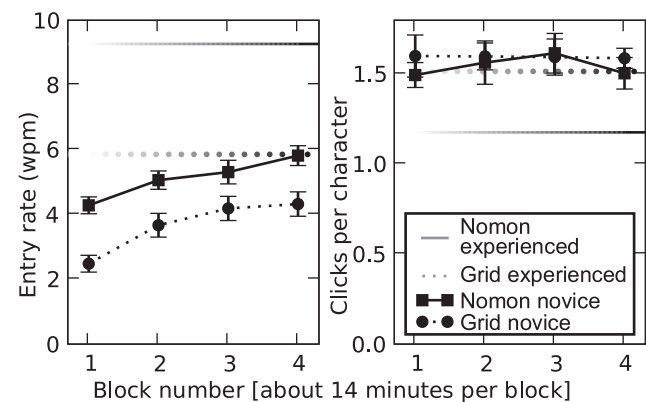 Entry rate (wpm)
10
8
6
4
2
0
1 2 3 4
Clicks per character
1.5
1.0
0.5
0.0
1 2 3 4
Nomon
experienced
Grid experienced
Nomon novice
Grid novice
Block number [about 14 minutes per block]